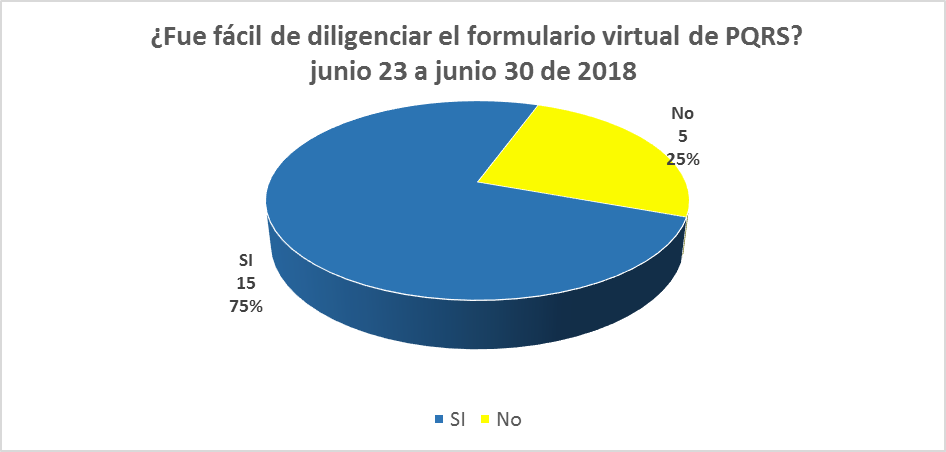 ¿Fue fácil de diligenciar el formulario virtual de PQRS?
junio 23 a junio 30 de 2018
No
5
25%
SI
15
75%
SI No